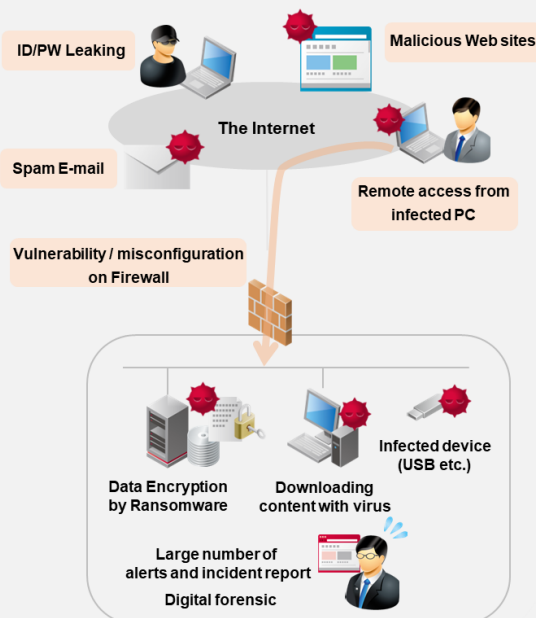 ID/PW Leaking
Malicious Web sites
The Internet
Spam E-mail
Remote access from
infected PC
Vulnerability / misconfiguration
on Firewall
Data Encryption
by Ransomware
Downloading
content with virus
Infected device
(USB etc.)
Large number of
alerts and incident report
Digital forensic